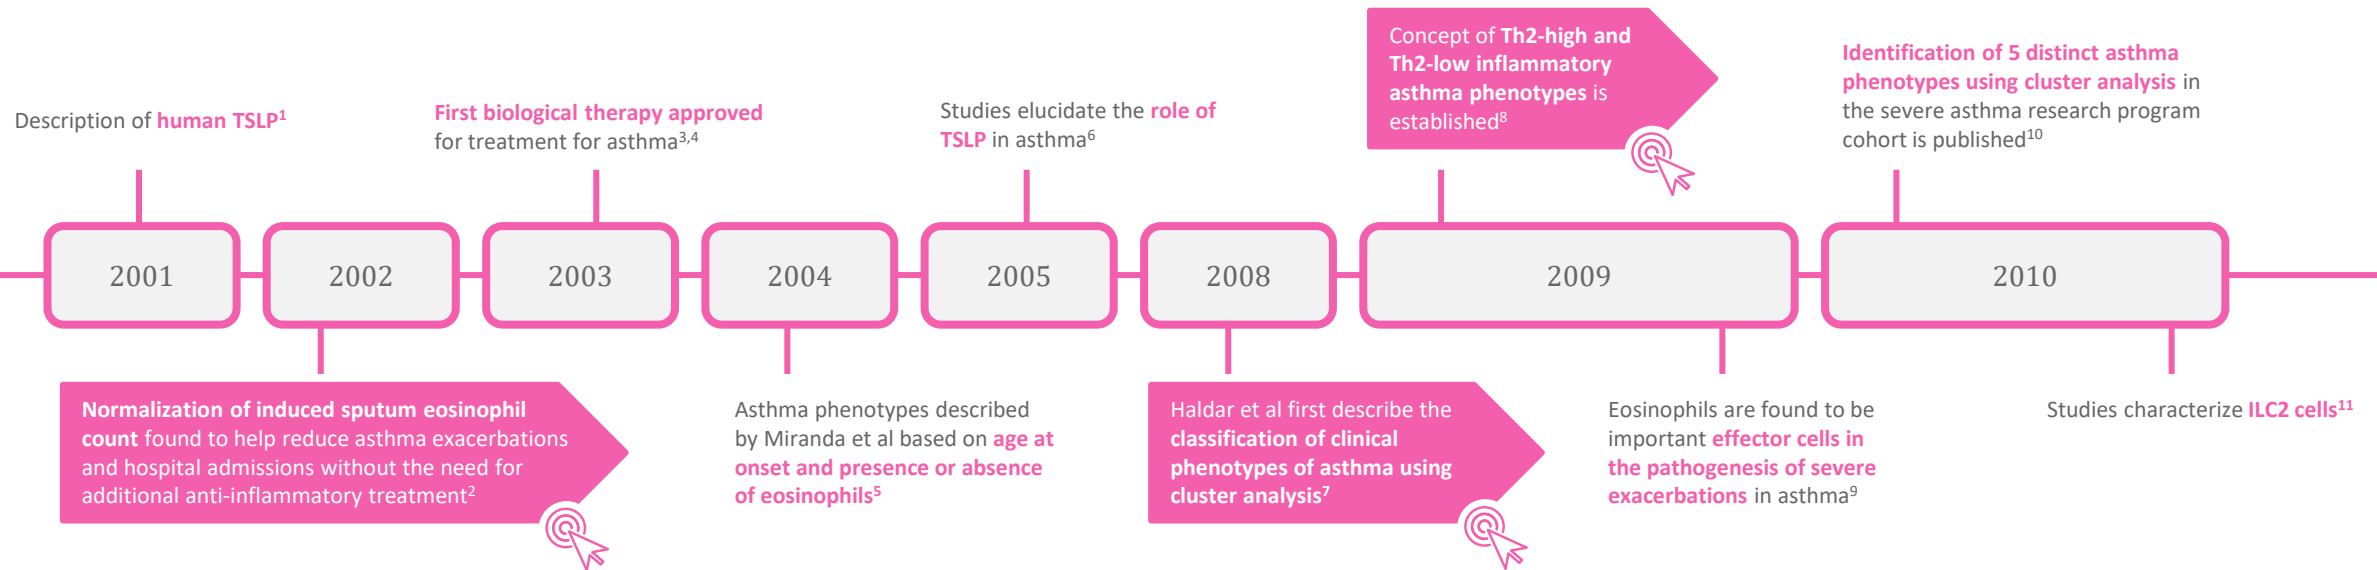 Description of human TSLP1
First biological therapy approved
for treatment for asthma3,4
Studies elucidate the role of
TSLP in asthma6
Concept of Th2-high and
Th2-low inflammatory
asthma phenotypes is
established8
Identification of 5 distinct asthma
phenotypes using cluster analysis in
the severe asthma research program
cohort is published10
2001
2002
2003
2004
2005
2008
2009
2010
Normalization of induced sputum eosinophil
count found to help reduce asthma exacerbations
and hospital admissions without the need for
additional anti-inflammatory treatment2
Asthma phenotypes described
by Miranda et al based on age at
onset and presence or absence
of eosinophils5
Haldar et al first describe the
classification of clinical
phenotypes of asthma using
cluster analysis7
Eosinophils are found to be
important effector cells in
the pathogenesis of severe
exacerbations in asthma9
Studies characterize ILC2 cells11